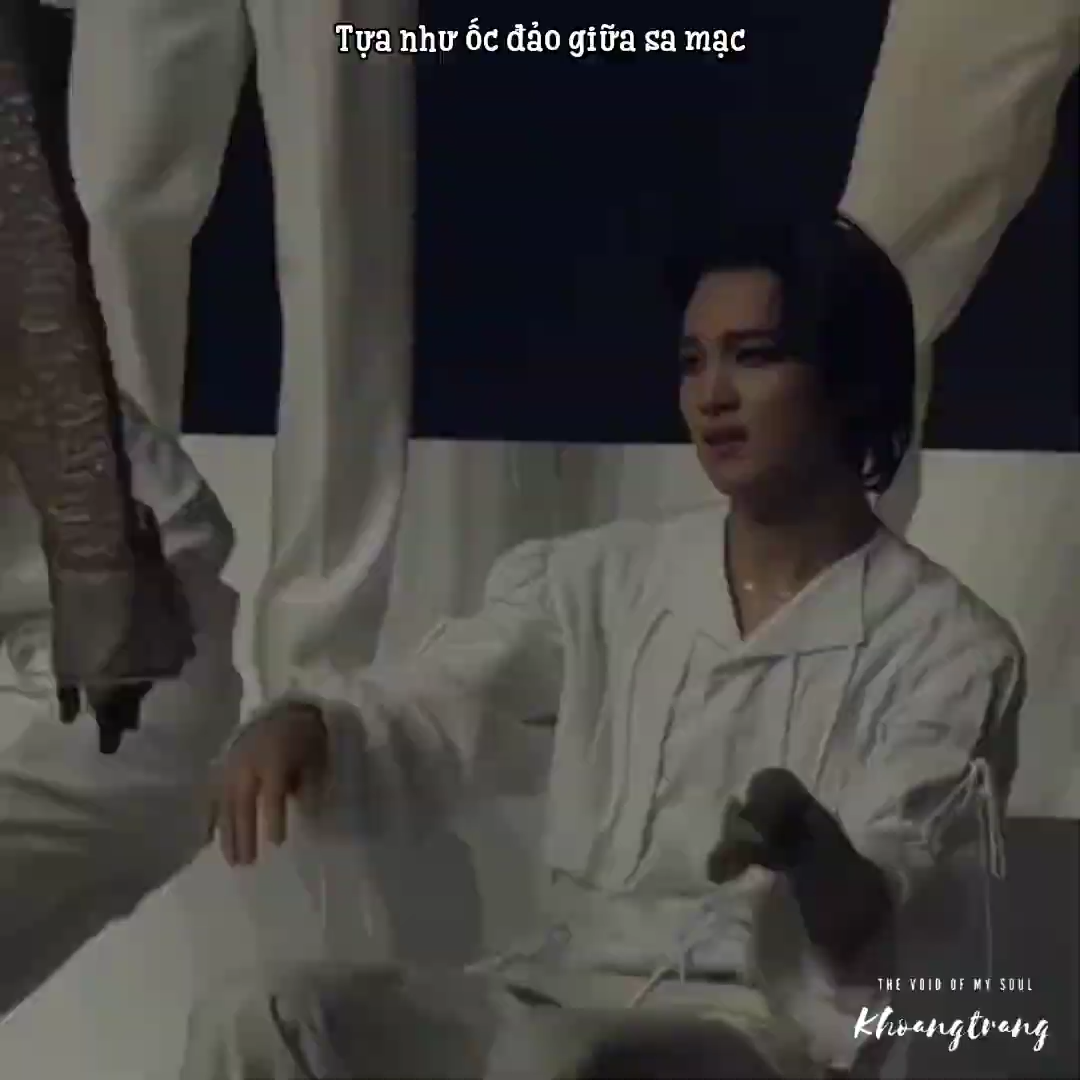 Tựa như ốc đảo giữa sa mạc
THE VOID OF MY SOUL
Khoangtrang